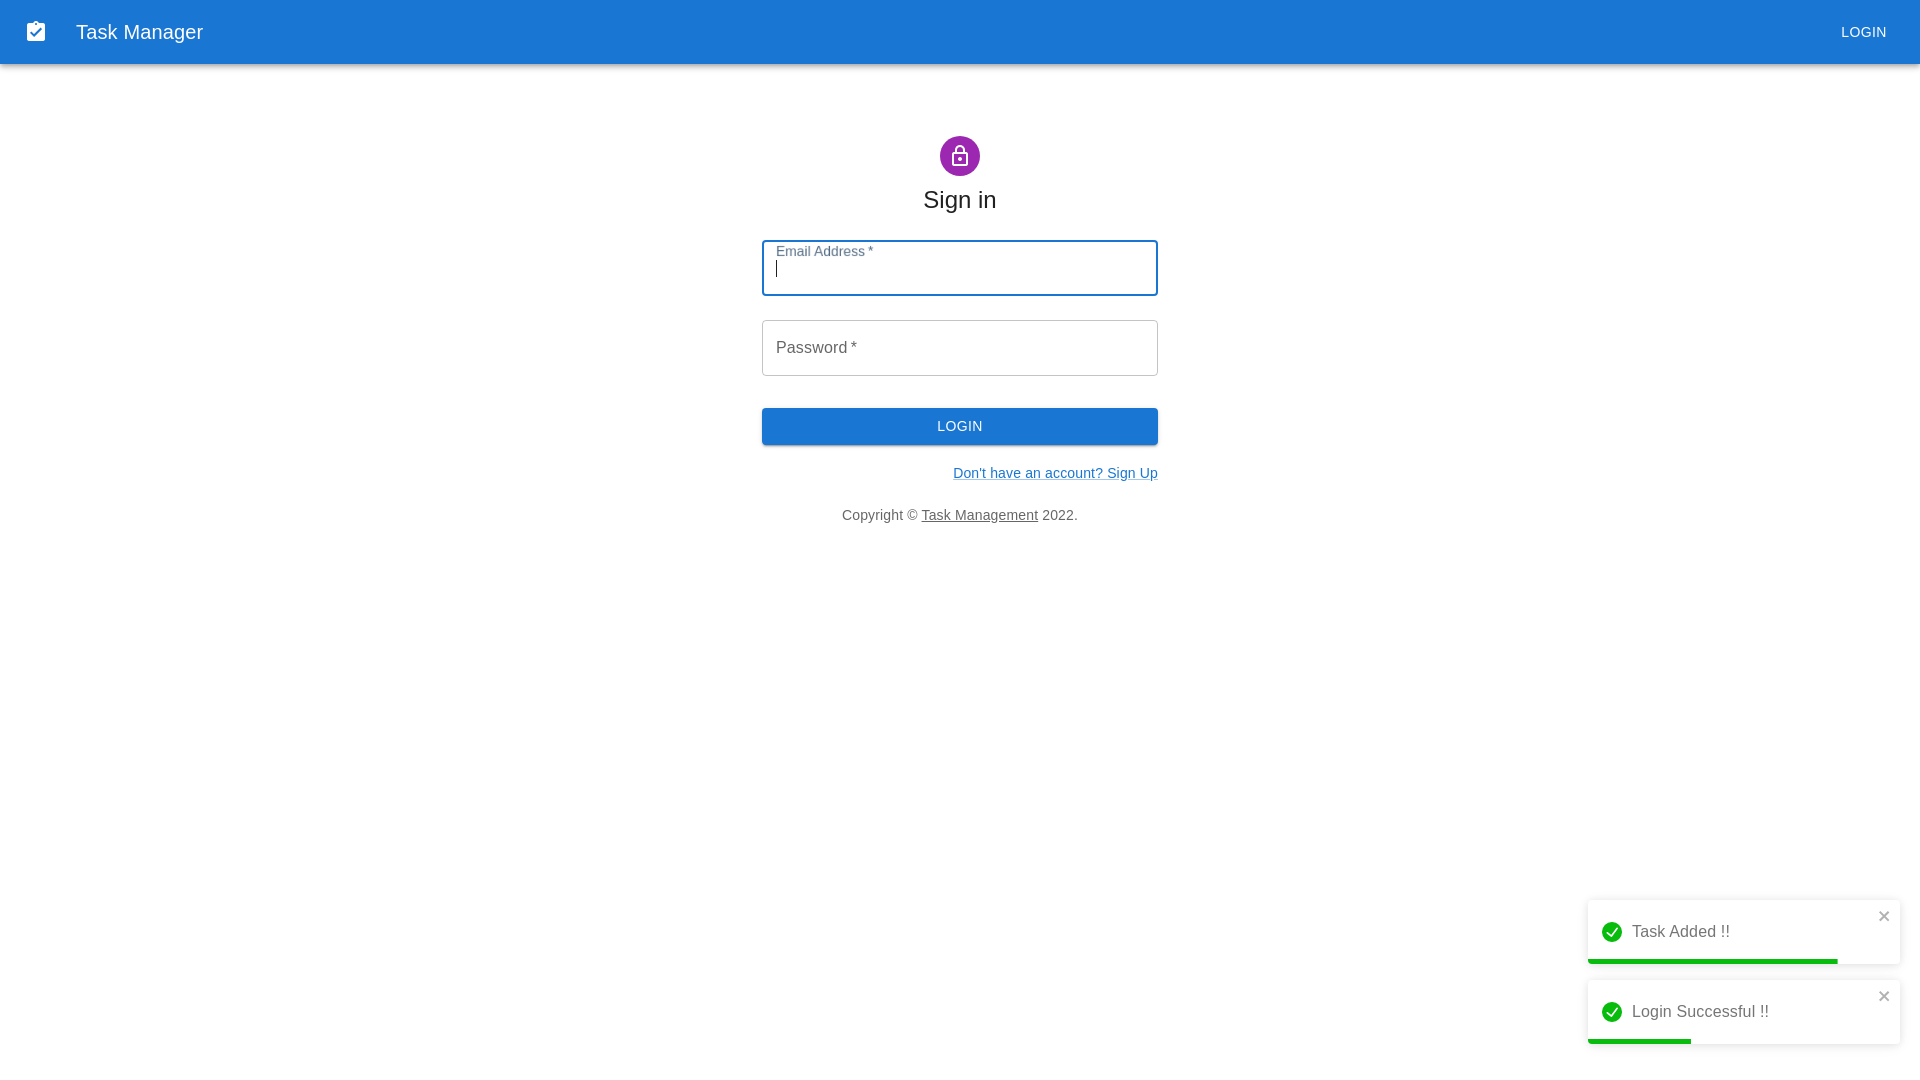 Task Manager
LOGIN
Sign in
Email Address *
Password *
LOGIN
Don't have an account? Sign Up
Copyright © Task Management 2022.
Task Added !!
Login Successful !!